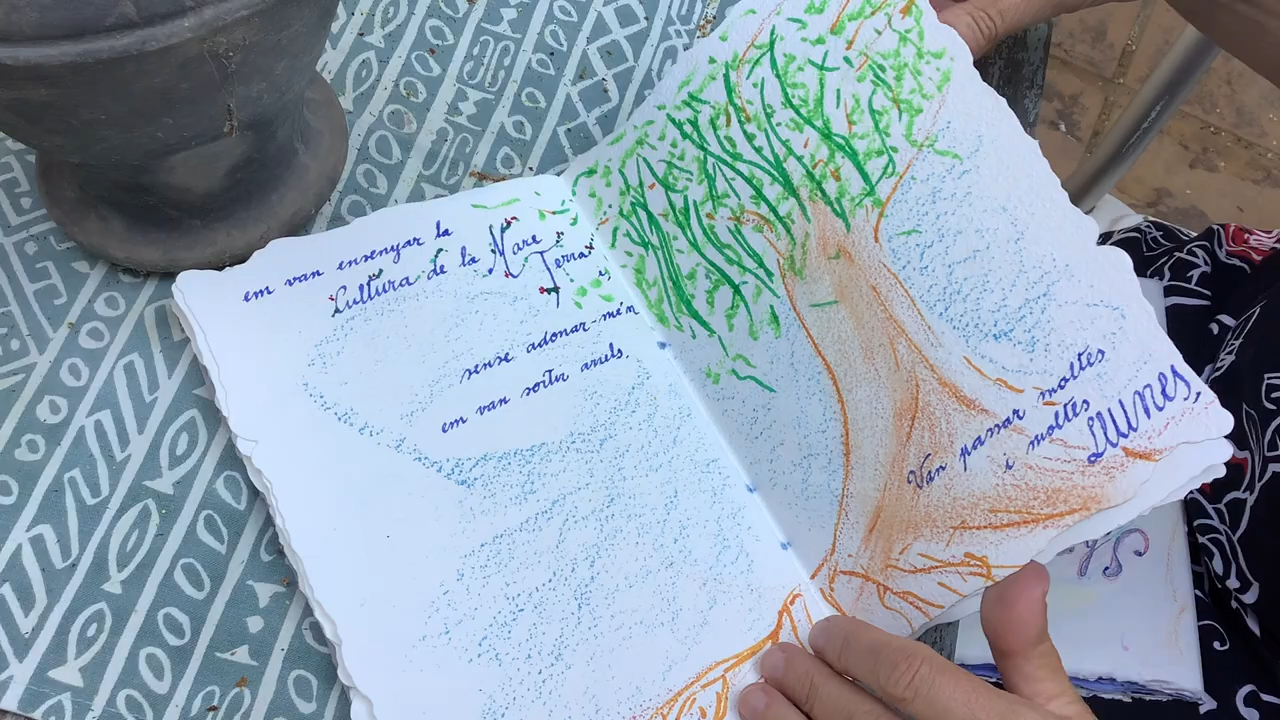 em van ensenyar la
Cultura de la Mare
Terra i,
sense adonar-me'n
em van sortir arrels.
Van passar moltes
i moltes
LLUNES,